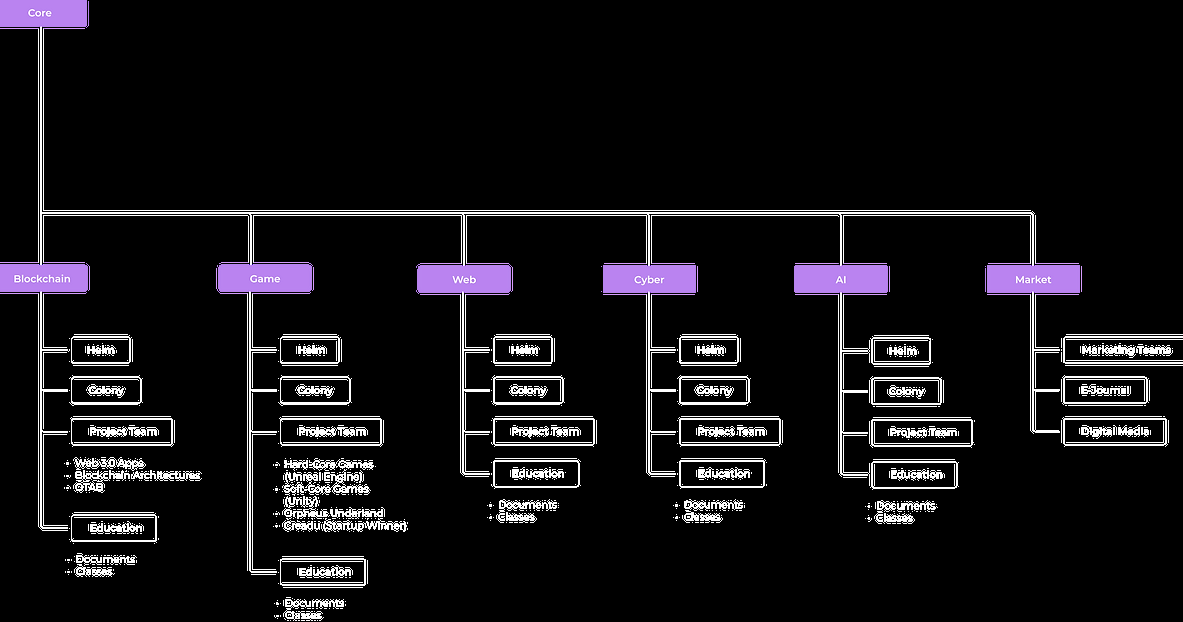 Core
Blockchain
Helm
Colony
Project Team
• Web 3.0 Apps
• Blockchain Architectures
• QTAB
Education
• Documents
• Classes
Game
Helm
Colony
Project Team
• Hard-Core Games
(Unreal Engine)
• Soft-Core Games
(Unity)
• Orpheus Underland
• Creadu (Startup Winner)
Education
• Documents
• Classes
Web
Helm
Colony
Project Team
Education
• Documents
• Classes
Cyber
Helm
Colony
Project Team
Education
• Documents
• Classes
AI
Helm
Colony
Project Team
Education
• Documents
• Classes
Market
Marketing Teams
E-Journal
Digital Media